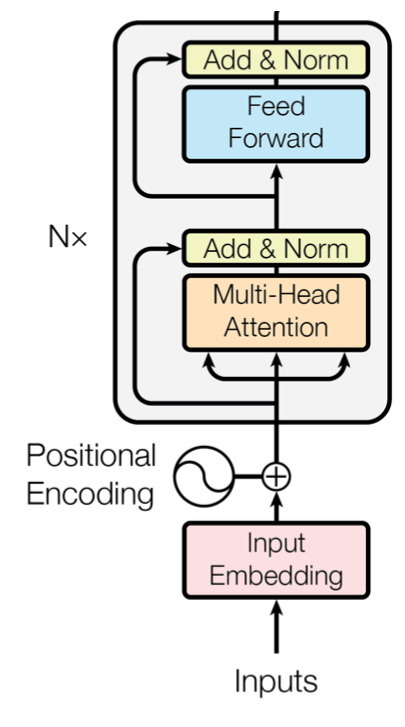 Add & Norm
Feed
Forward
N×
Add & Norm
Multi-Head
Attention
Positional
Encoding
Input
Embedding
Inputs